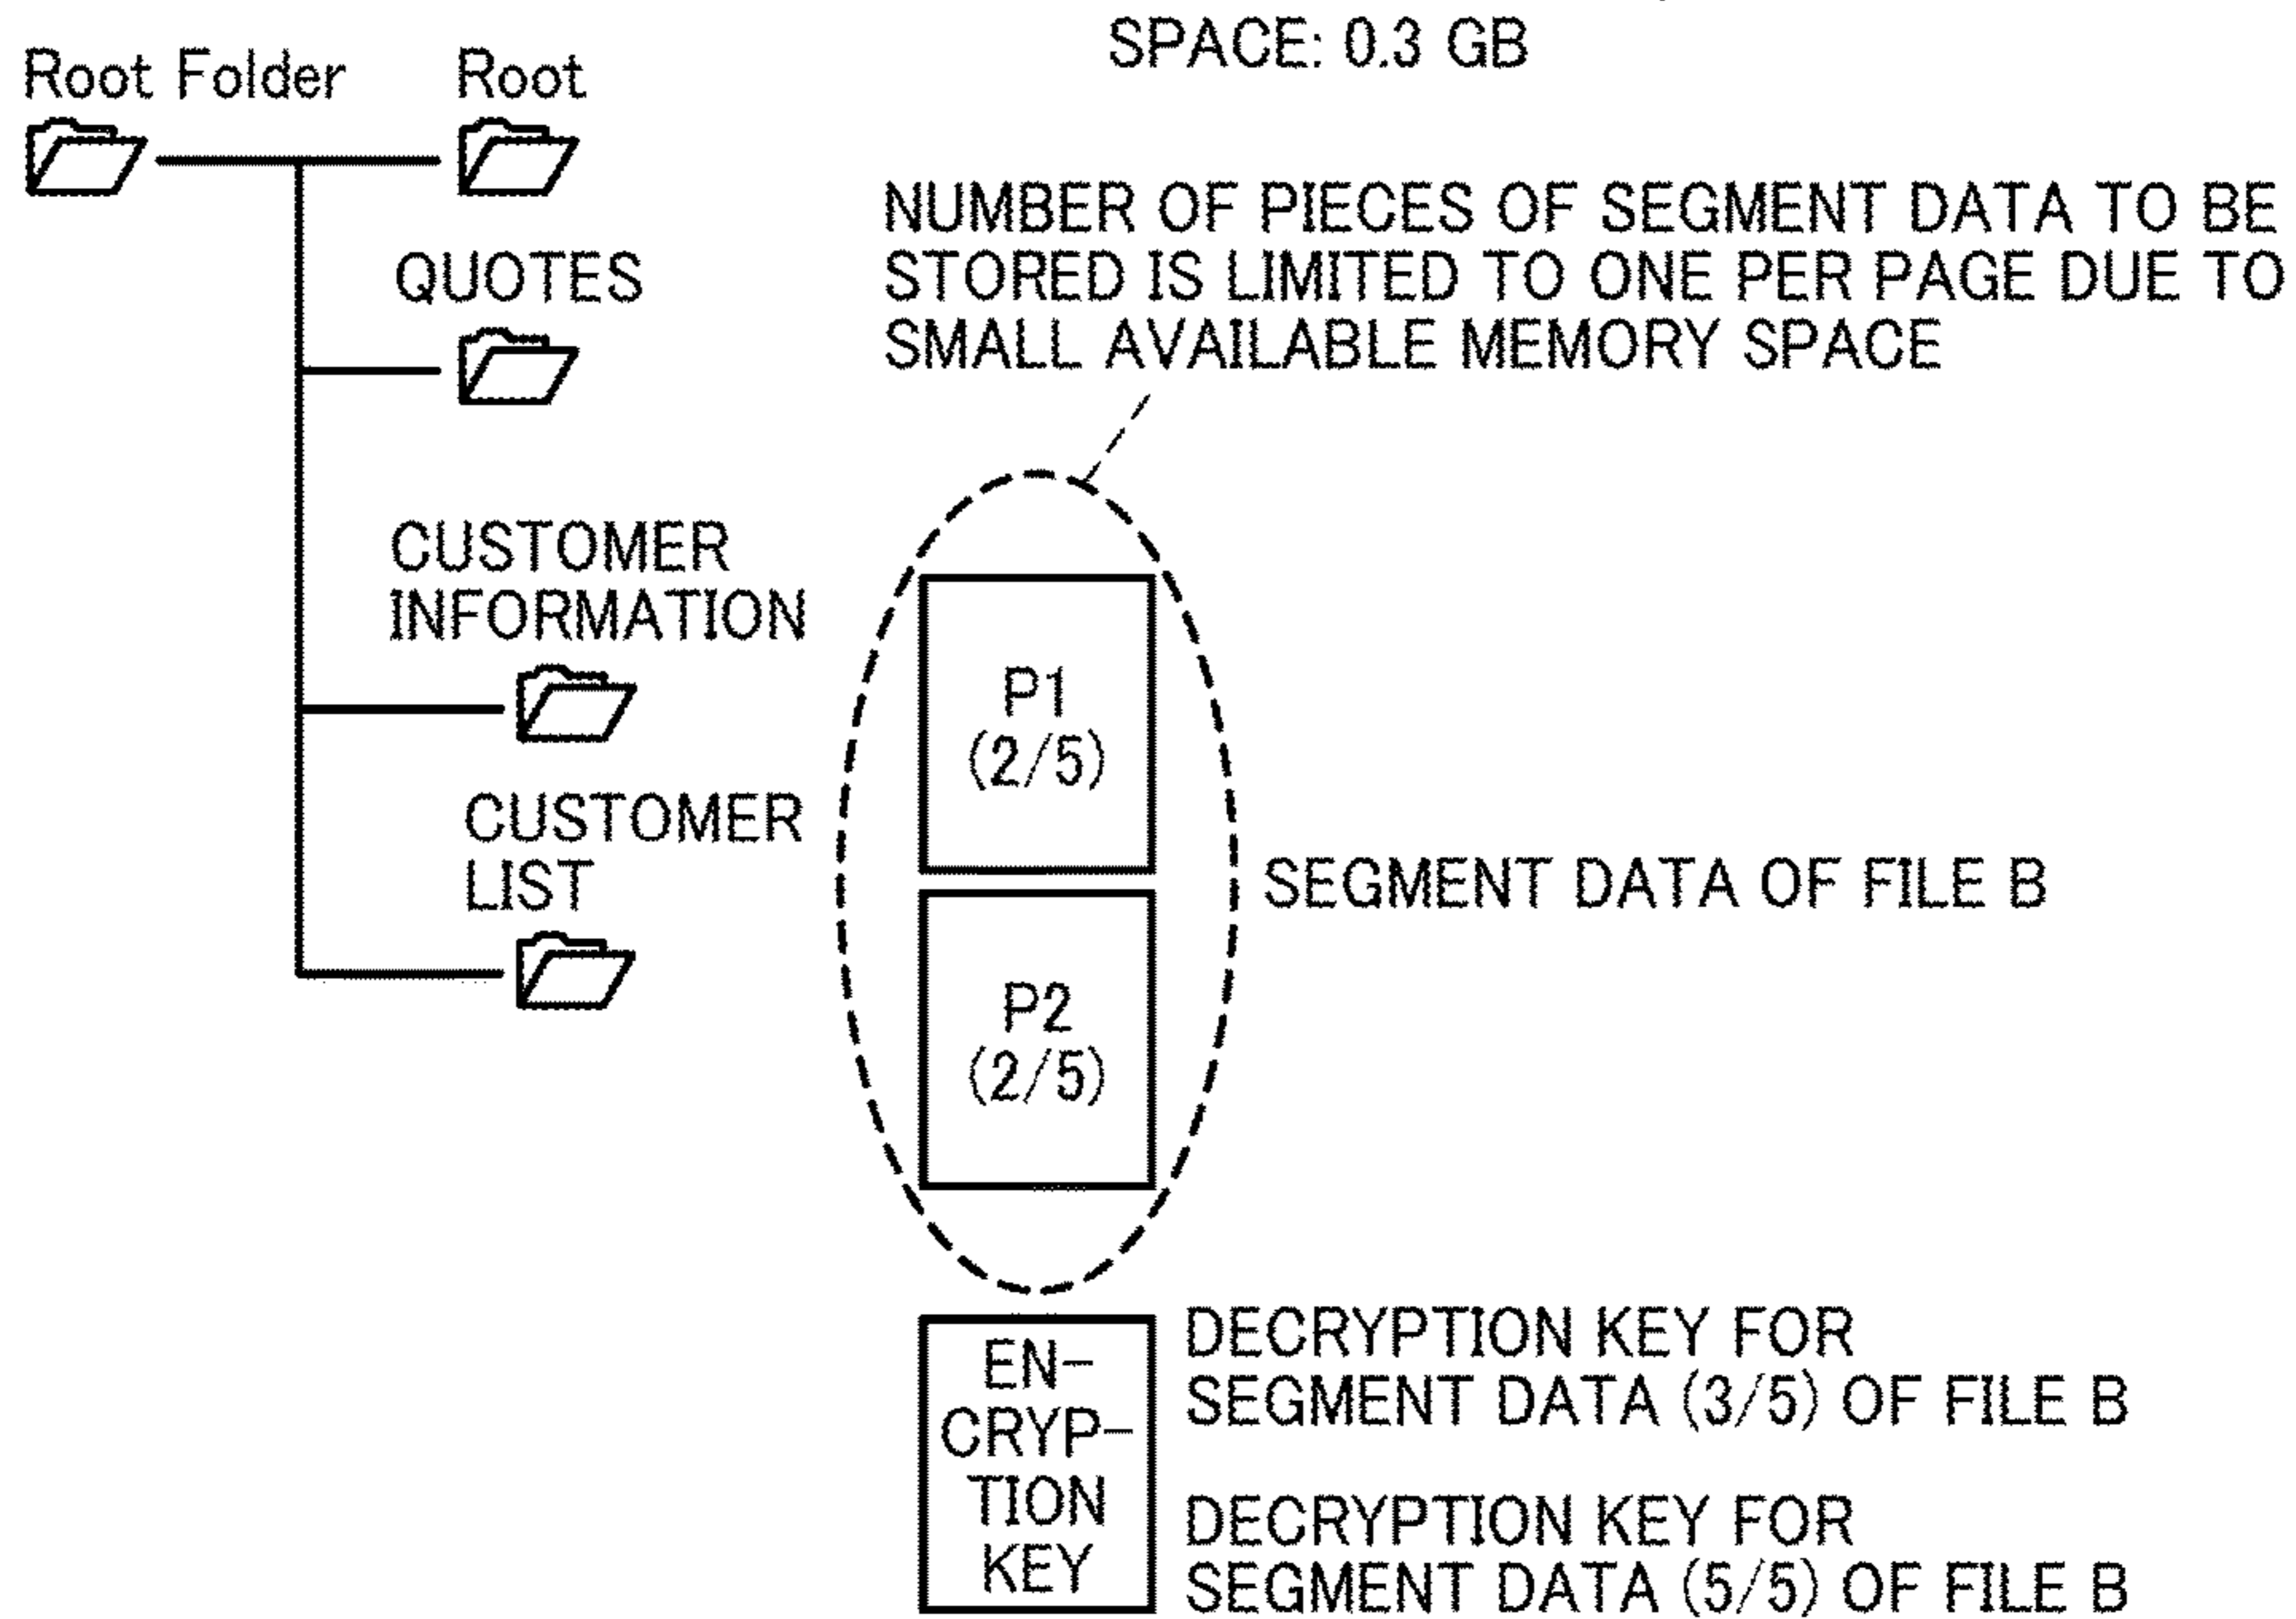 SPACE: 0.3 GB
Root Folder
Root
NUMBER OF PIECES OF SEGMENT DATA TO BE
STORED IS LIMITED TO ONE PER PAGE DUE TO
SMALL AVAILABLE MEMORY SPACE
QUOTES
CUSTOMER
INFORMATION
CUSTOMER
LIST
P1
(2/5)
SEGMENT DATA OF FILE B
P2
(2/5)
EN-
CRYP-
TION
KEY
DECRYPTION KEY FOR
SEGMENT DATA (3/5) OF FILE B
DECRYPTION KEY FOR
SEGMENT DATA (5/5) OF FILE B